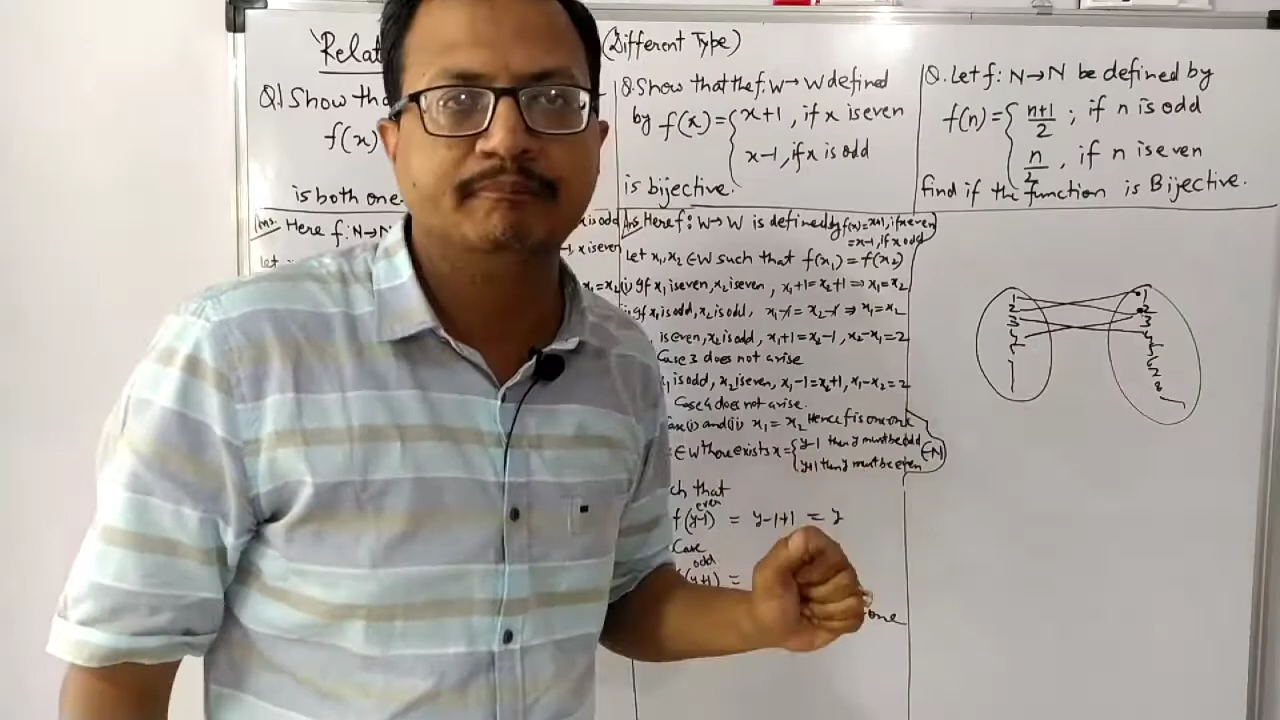 Relat
(Different Type)
Q.1 Show tha
f(x)
is both one
Ans. Here f: N→N
Let
x is odd
-1, x is even
x₁ = x₂
Q. Show that the f: W→W defined
by f(x) = { x+1, if x is even
x-1, if x is odd
is bijective.
Ans Here f: W→W is defined by f(x) = x+1, if x even
= x-1, if x odd
Let x₁, x₂ ∈ W such that f(x₁) = f(x₂)
(i) If x₁ is even, x₂ is even, x₁+1 = x₂+1 ⇒ x₁ = x₂
If x₁ is odd, x₂ is odd, x₁-1 = x₂-1 ⇒ x₁ = x₂
is even, x₂ is odd, x₁+1 = x₂-1, x₂-x₁ = 2
Case 3 does not arise
x₁ is odd, x₂ is even, x₁-1 = x₂+1, x₁-x₂ = 2
Case 4 does not arise.
Case (i) and (ii) x₁ = x₂ Hence f is one one
∈ W There exists x = { y-1 then y must be odd
y+1 then y must be even
∈N
ch that
even
f(y-1) = y-1+1 = y
Case
odd
f(y+1) =
one
Q. Let f: N→N be defined by
f(n) = { n+1/2 ; if n is odd
n/2, if n is even
find if the function is Bijective.
1 1
2 2
3 3
4 4
5
6
7
8